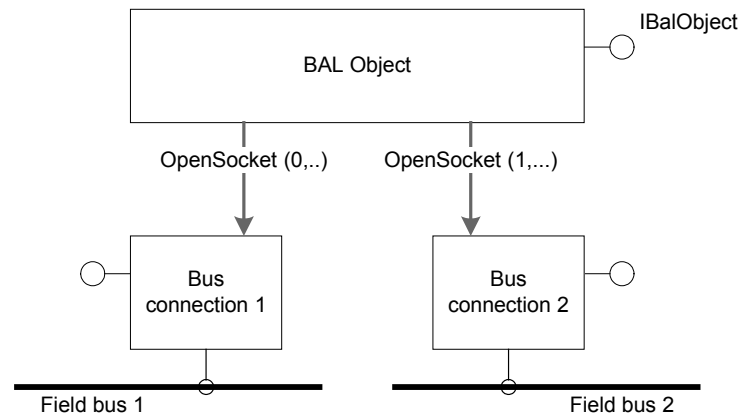 IBalObject
BAL Object
OpenSocket (0,..)
OpenSocket (1,...)
Bus
connection 1
Bus
connection 2
Field bus 1
Field bus 2